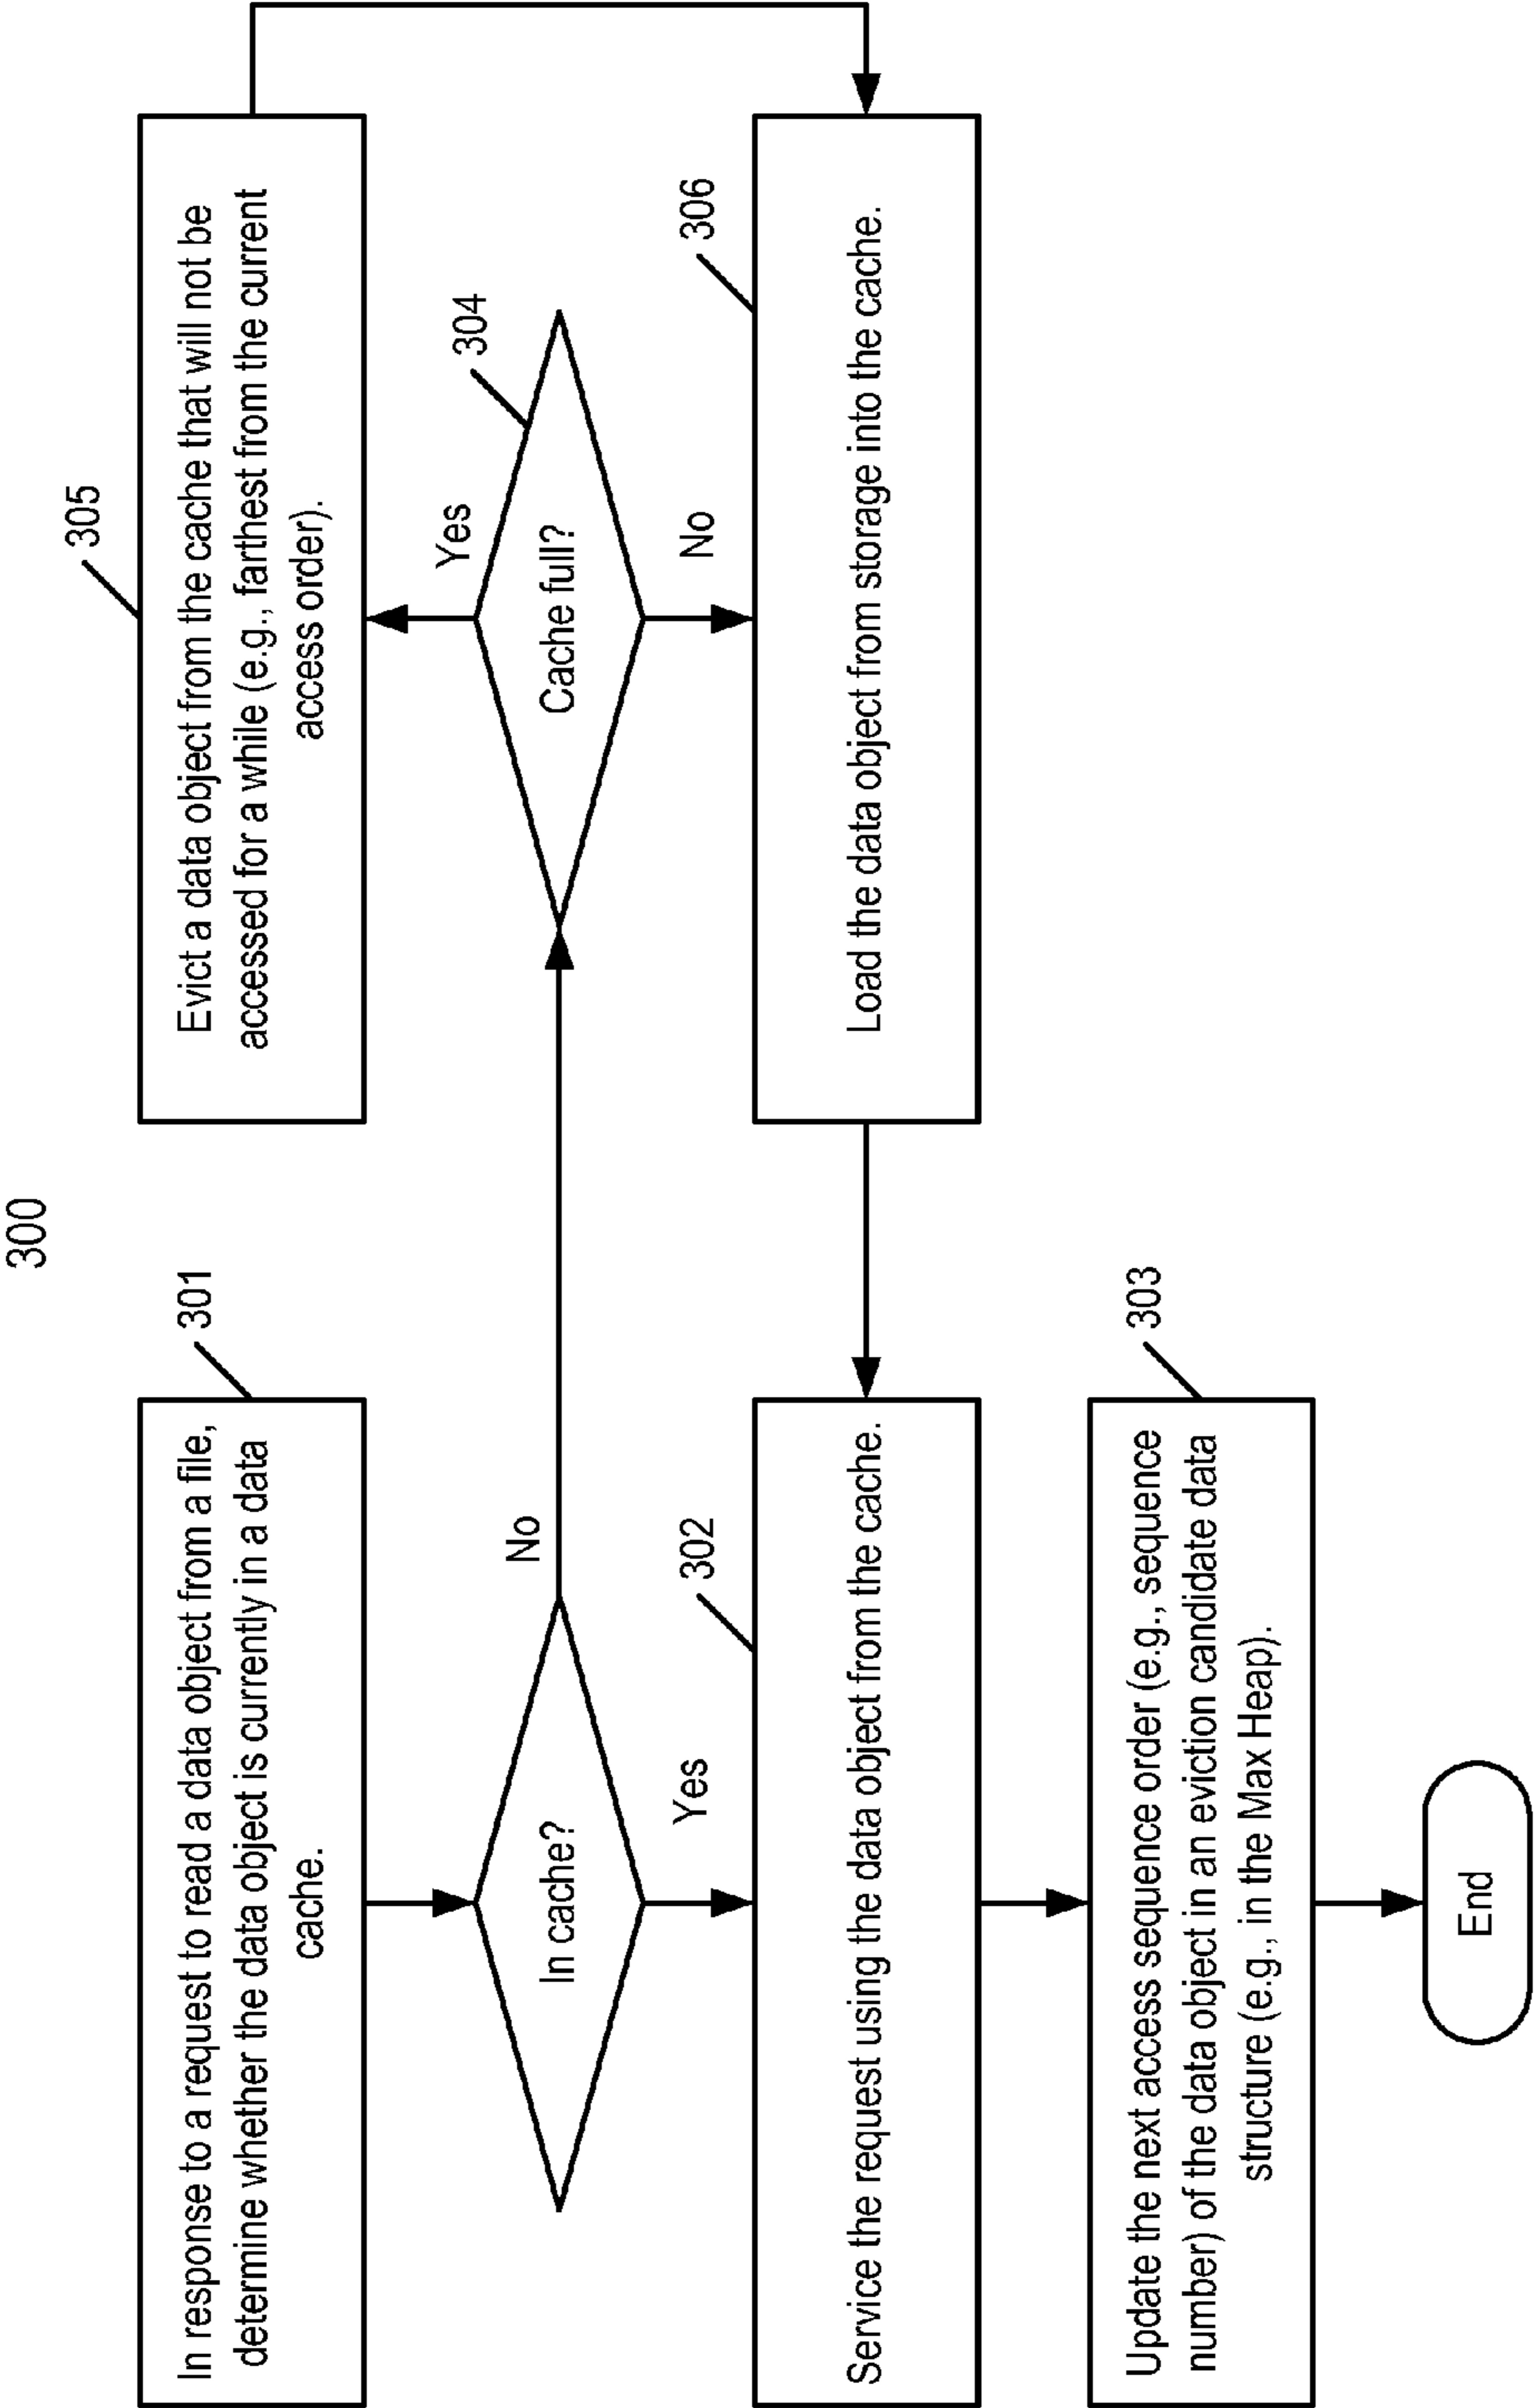 300
301
In response to a request to read a data object from a file,
determine whether the data object is currently in a data
cache.
In cache?
No
Yes
302
Service the request using the data object from the cache.
303
Update the next access sequence order (e.g., sequence
number) of the data object in an eviction candidate data
structure (e.g., in the Max Heap).
End
305
Evict a data object from the cache that will not be
accessed for a while (e.g., farthest from the current
access order).
Yes
304
Cache full?
No
306
Load the data object from storage into the cache.